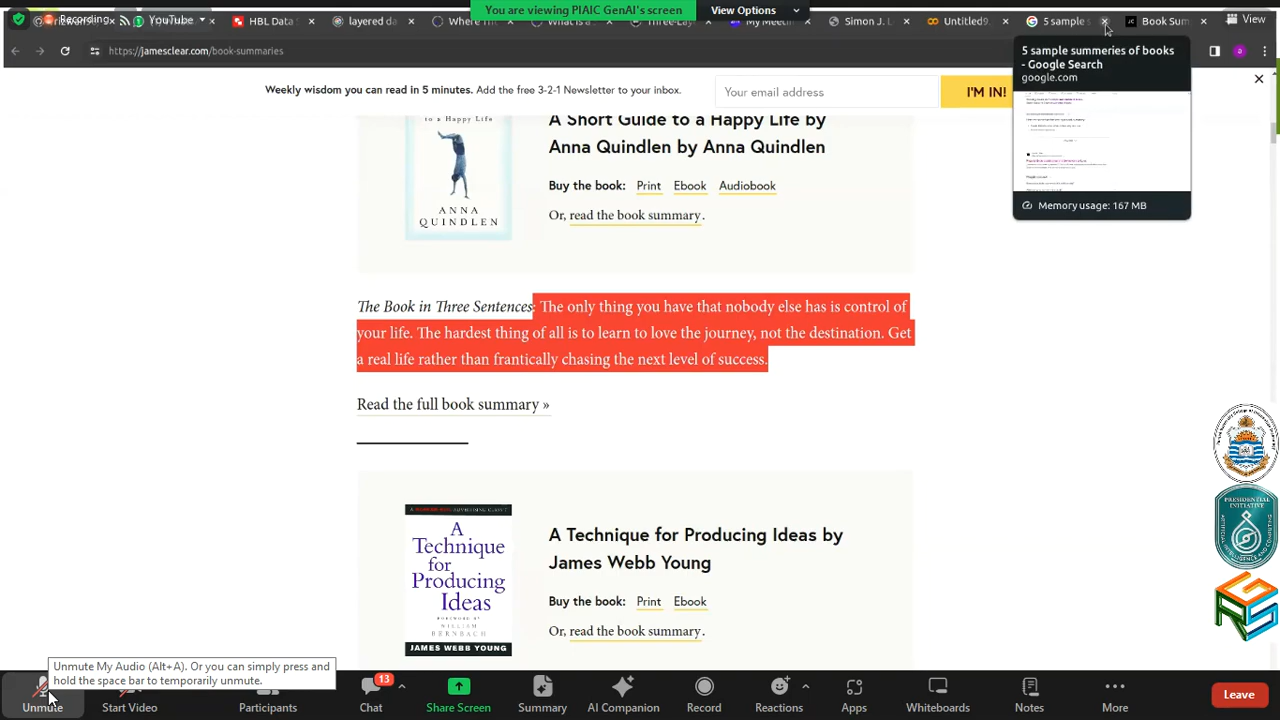 You are viewing PIAIC GenAI's screen
View Options
Recording
YouTube
HBL Data S
layered da
Where The
What is a
Three-Lay
My Meeti
Simon J. L
Untitled9.
5 sample s
Book Sum
View
https://jamesclear.com/book-summaries
5 sample summeries of books
- Google Search
google.com
Memory usage: 167 MB
Weekly wisdom you can read in 5 minutes. Add the free 3-2-1 Newsletter to your inbox.
Your email address
I'M IN!
to a Happy Life
ANNA
QUINDLEN
A Short Guide to a Happy Life by
Anna Quindlen by Anna Quindlen
Buy the book: Print Ebook Audiobook
Or, read the book summary.
The Book in Three Sentences: The only thing you have that nobody else has is control of
your life. The hardest thing of all is to learn to love the journey, not the destination. Get
a real life rather than frantically chasing the next level of success.
Read the full book summary »
A
Technique
for
Producing
Ideas
WILLIAM
BERNBACH
JAMES WEBB YOUNG
A Technique for Producing Ideas by
James Webb Young
Buy the book: Print Ebook
Or, read the book summary.
Unmute My Audio (Alt+A). Or you can simply press and
hold the space bar to temporarily unmute.
Unmute
Start Video
Participants
Chat
13
Share Screen
Summary
AI Companion
Record
Reactions
Apps
Whiteboards
Notes
More
Leave